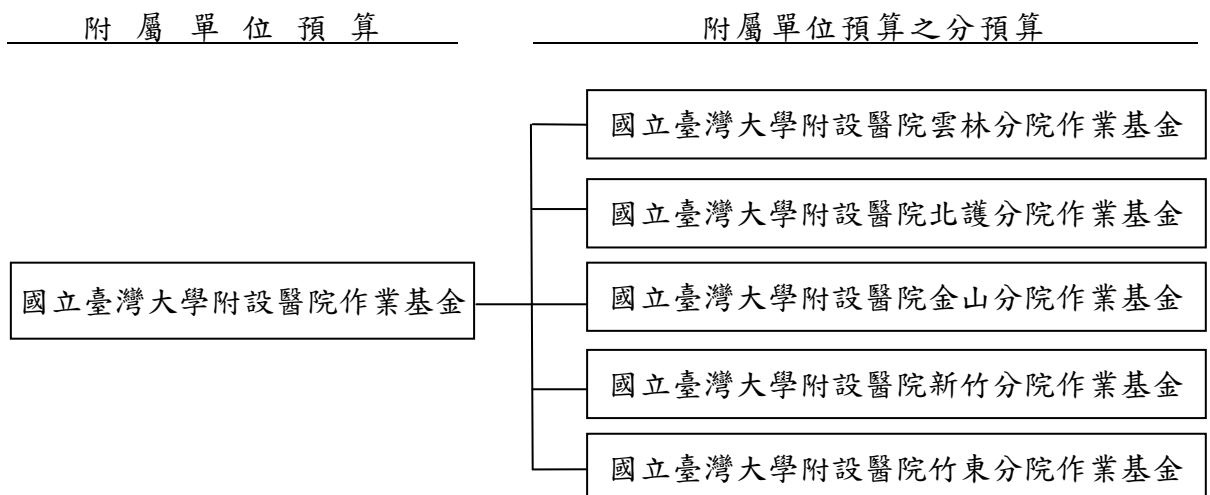 附屬單位預算
附屬單位預算之分預算
國立臺灣大學附設醫院作業基金
國立臺灣大學附設醫院雲林分院作業基金
國立臺灣大學附設醫院北護分院作業基金
國立臺灣大學附設醫院金山分院作業基金
國立臺灣大學附設醫院新竹分院作業基金
國立臺灣大學附設醫院竹東分院作業基金